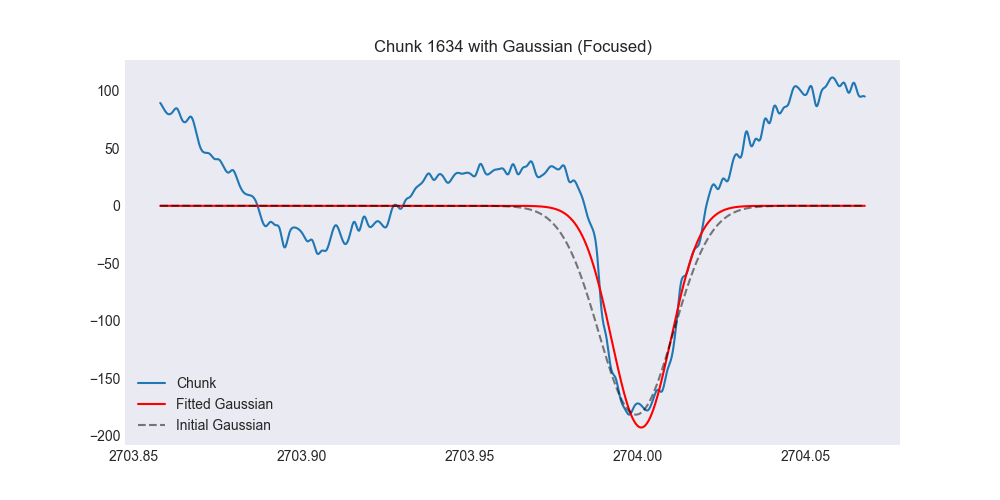 Chunk 1634 with Gaussian (Focused)
100
50
0
−50
−100
−150
−200
Chunk
Fitted Gaussian
Initial Gaussian
2703.85 2703.90 2703.95 2704.00 2704.05